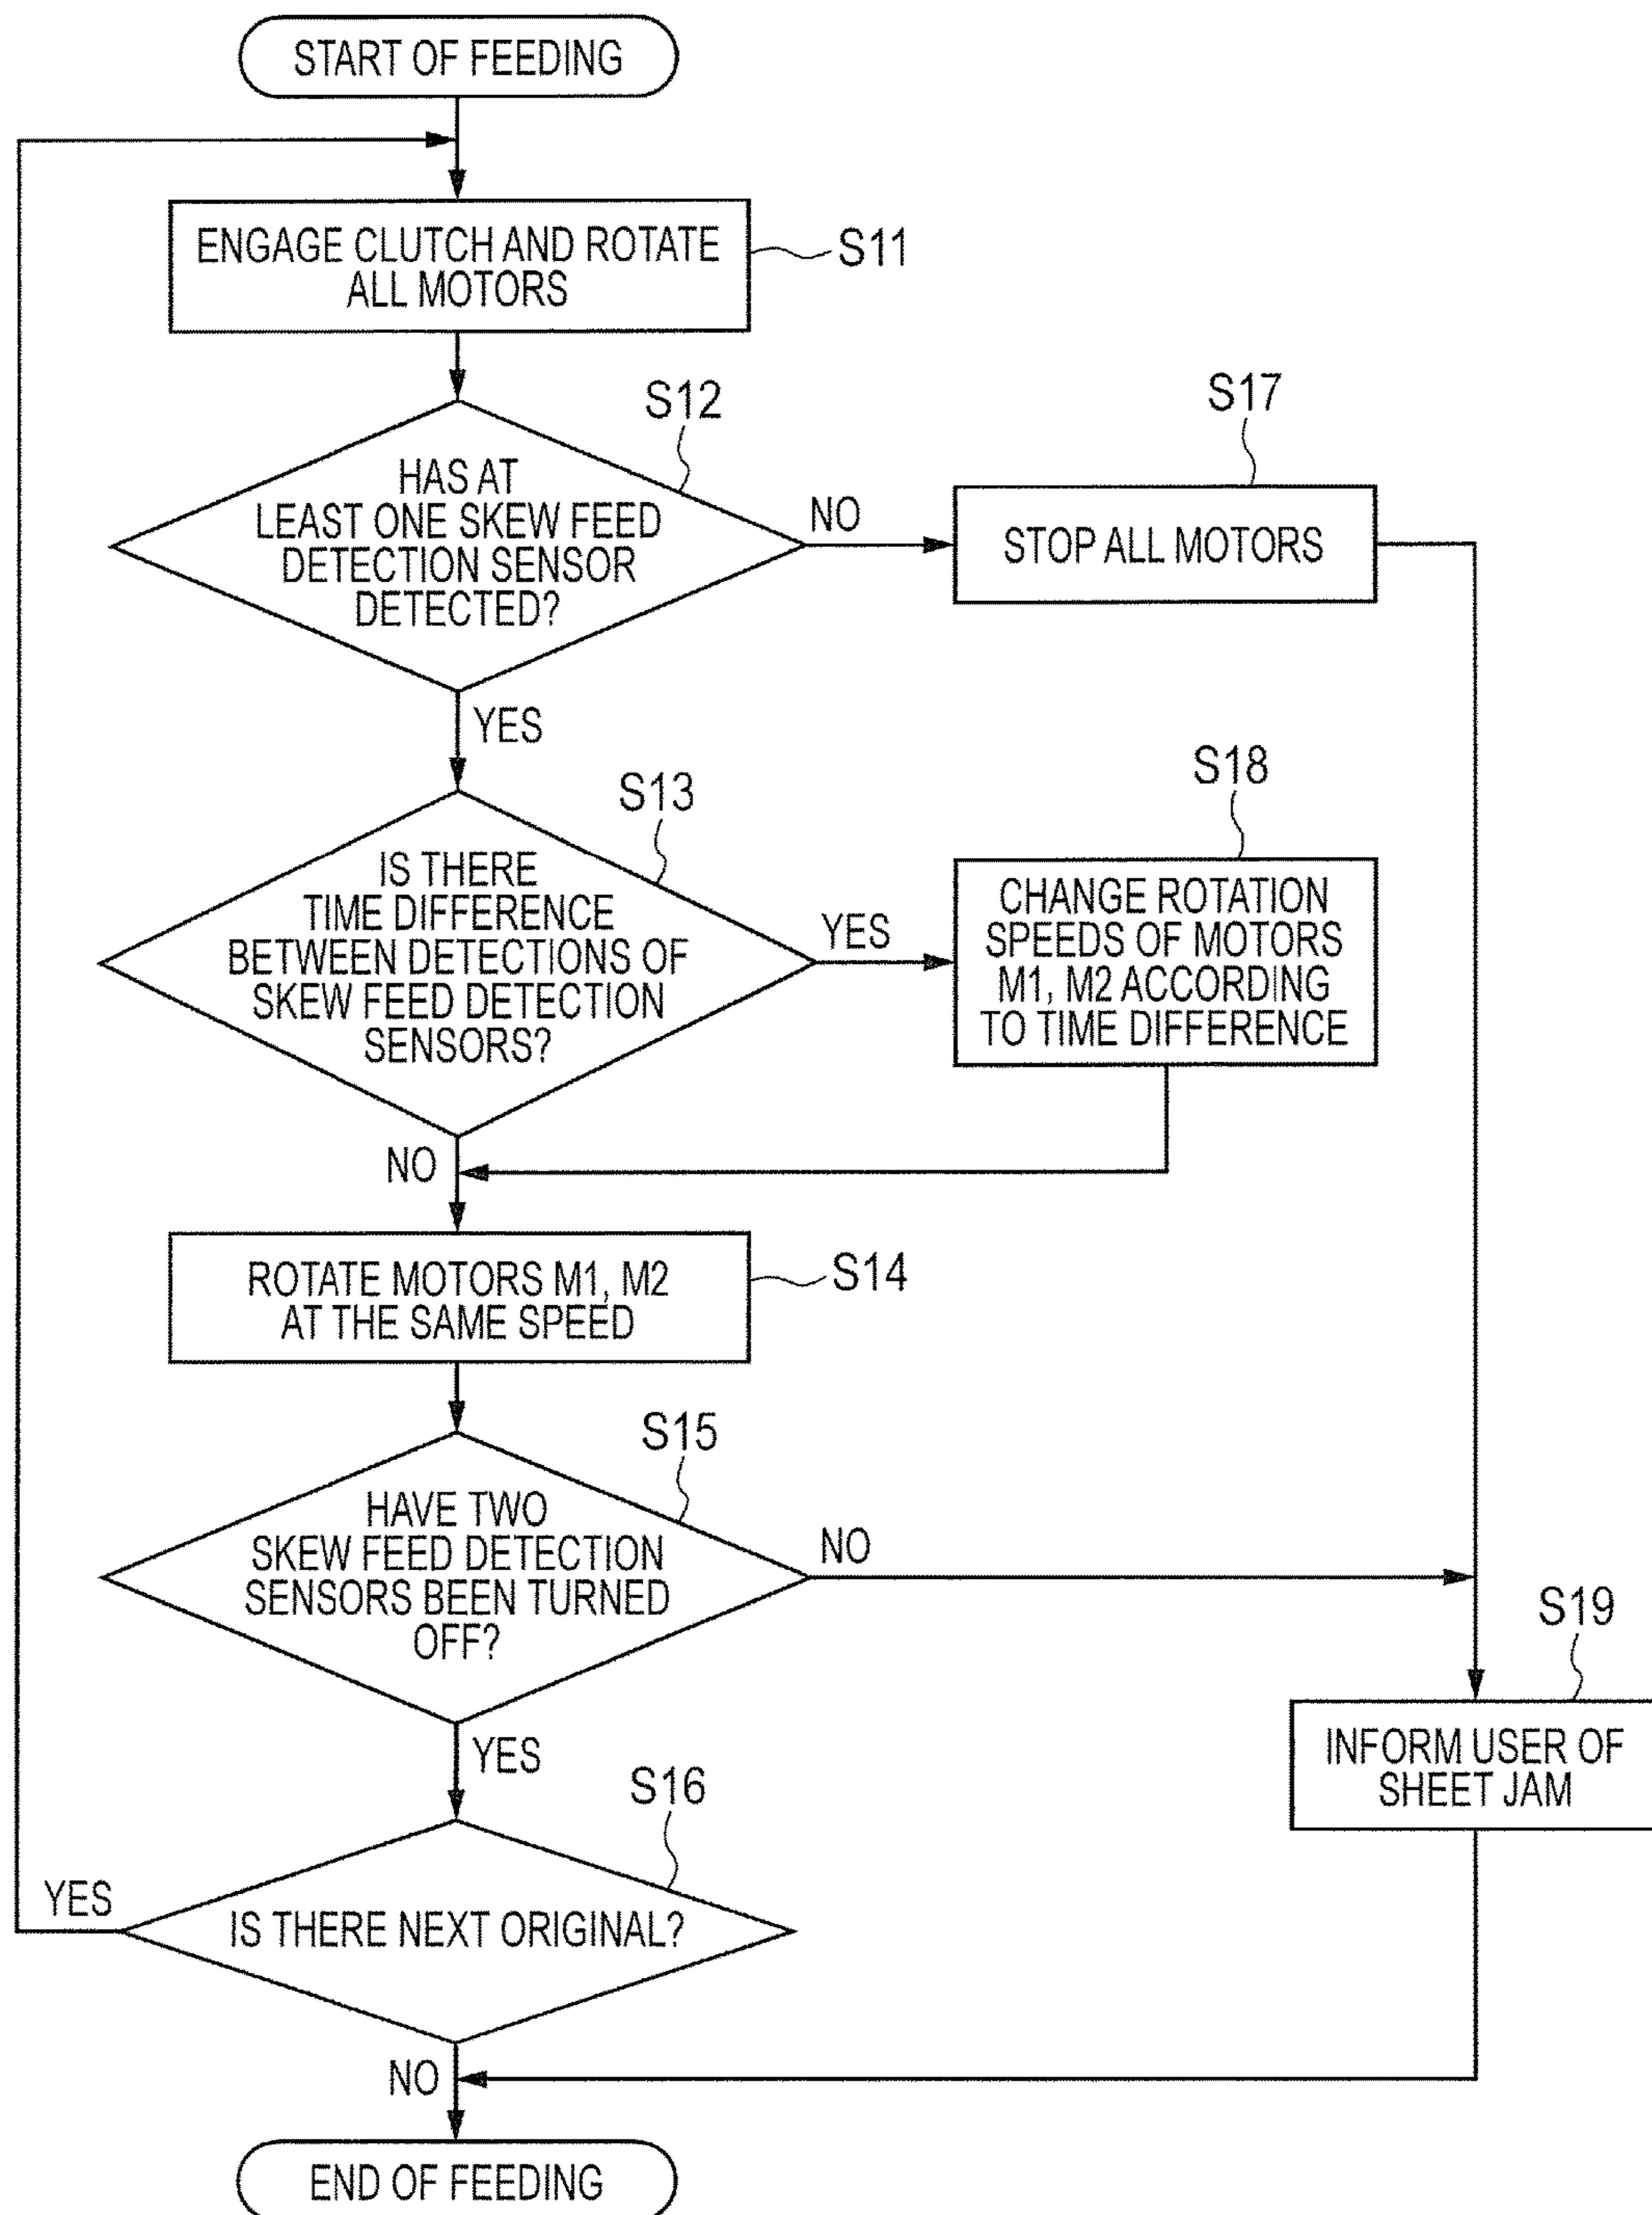 START OF FEEDING
ENGAGE CLUTCH AND ROTATE
ALL MOTORS
S11
S12
HAS AT
LEAST ONE SKEW FEED
DETECTION SENSOR
DETECTED?
NO
S17
STOP ALL MOTORS
YES
S13
IS THERE
TIME DIFFERENCE
BETWEEN DETECTIONS OF
SKEW FEED DETECTION
SENSORS?
YES
S18
CHANGE ROTATION
SPEEDS OF MOTORS
M1, M2 ACCORDING
TO TIME DIFFERENCE
NO
ROTATE MOTORS M1, M2
AT THE SAME SPEED
S14
S15
HAVE TWO
SKEW FEED DETECTION
SENSORS BEEN TURNED
OFF?
NO
S19
INFORM USER OF
SHEET JAM
YES
S16
IS THERE NEXT ORIGINAL?
YES
NO
END OF FEEDING